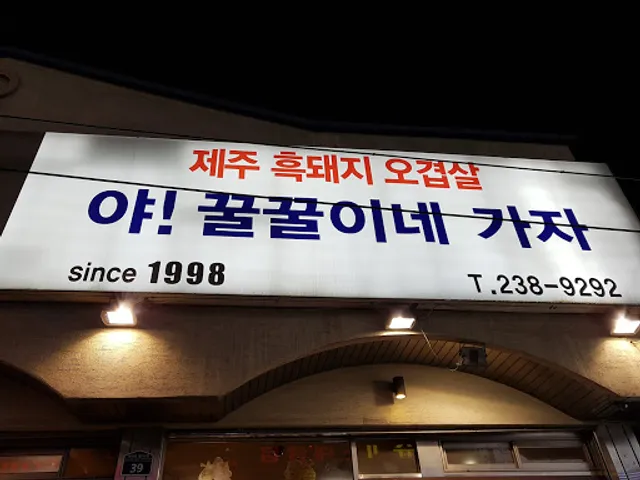 제주 흑돼지 오겹살
야! 꿀꿀이네 가자
since 1998
T.238-9292
39